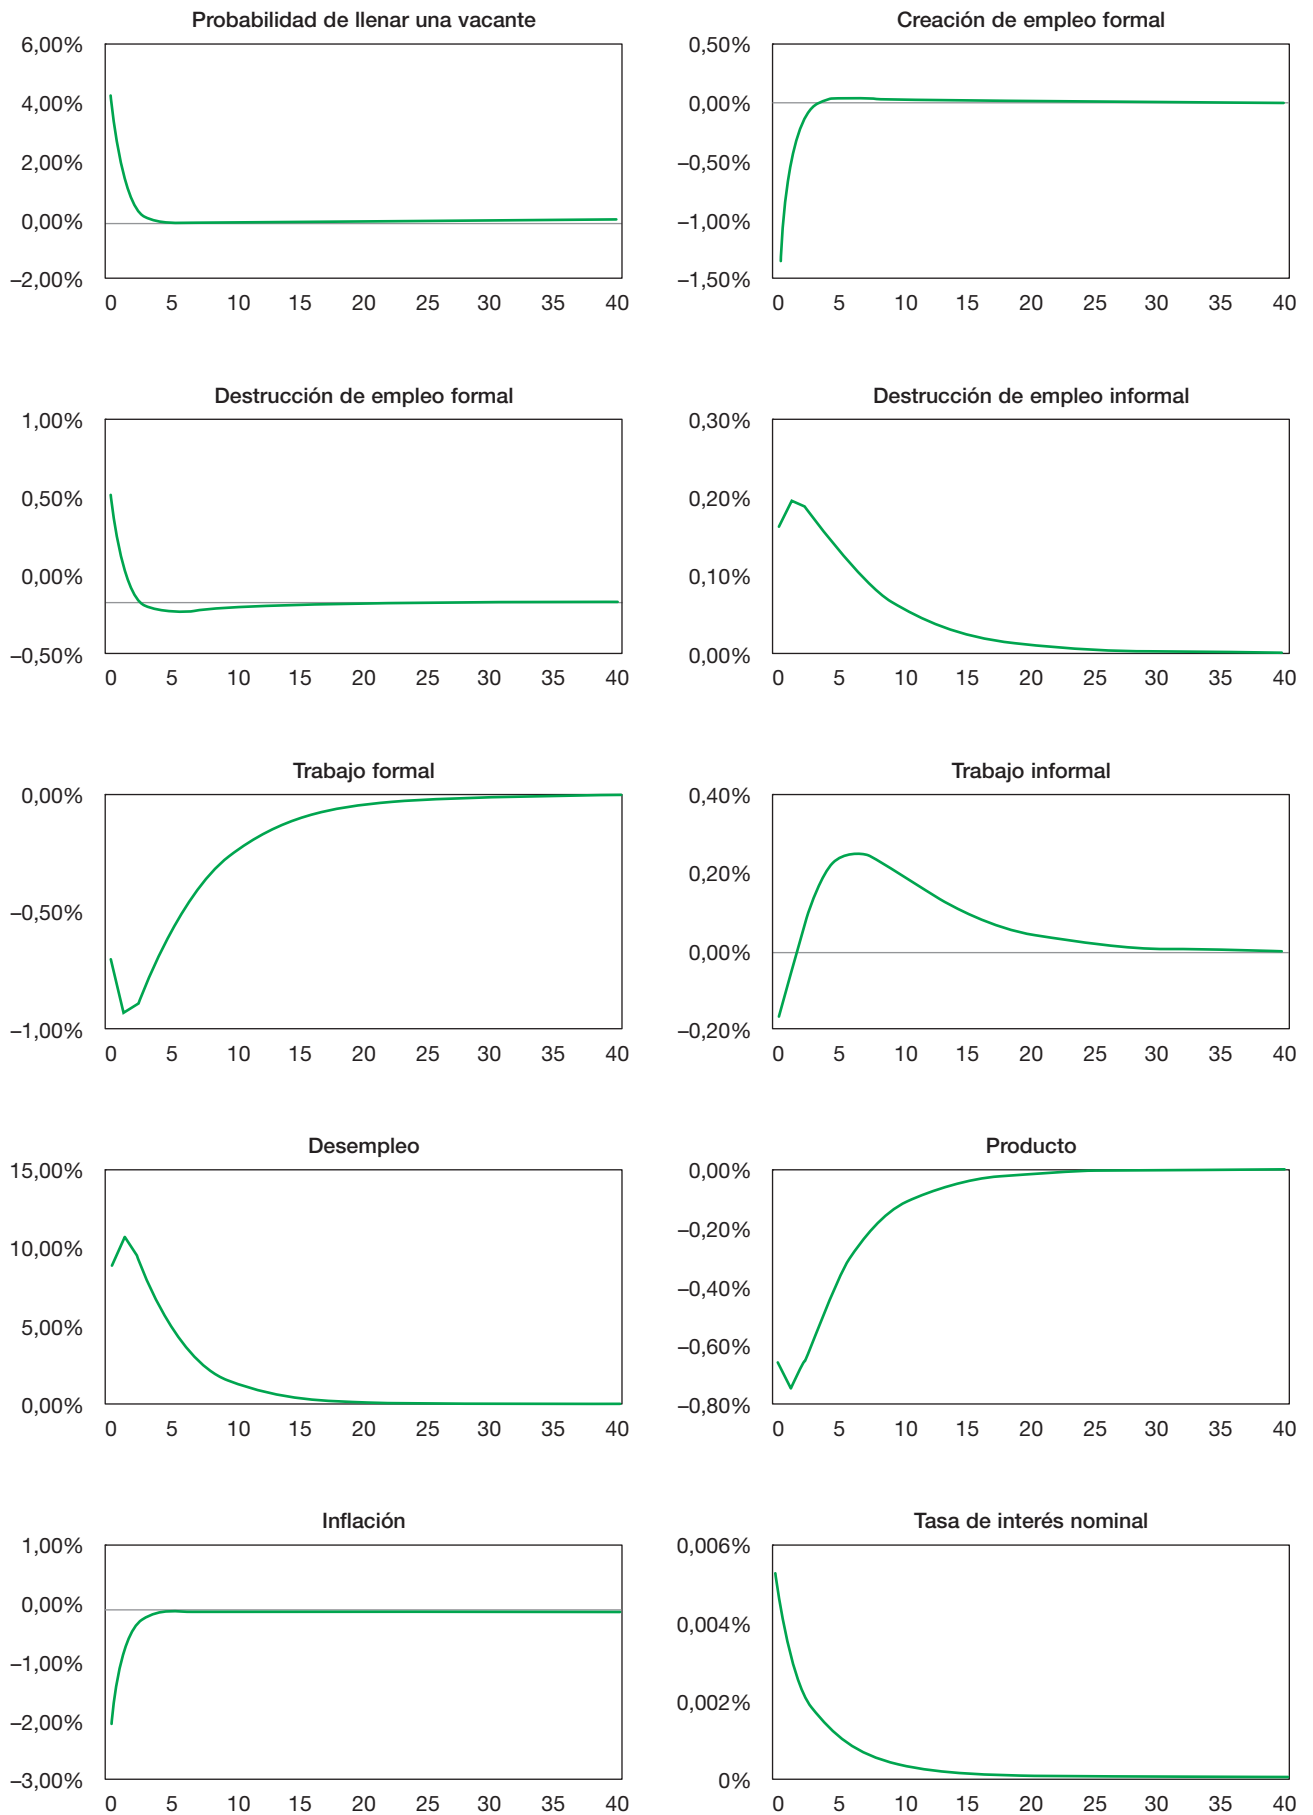 Probabilidad de llenar una vacante
6,00%
4,00%
2,00%
0,00%
–2,00%
0 5 10 15 20 25 30 35 40
Creación de empleo formal
0,50%
0,00%
–0,50%
–1,00%
–1,50%
0 5 10 15 20 25 30 35 40
Destrucción de empleo formal
1,00%
0,50%
0,00%
–0,50%
0 5 10 15 20 25 30 35 40
Destrucción de empleo informal
0,30%
0,20%
0,10%
0,00%
0 5 10 15 20 25 30 35 40
Trabajo formal
0,00%
–0,50%
–1,00%
0 5 10 15 20 25 30 35 40
Trabajo informal
0,40%
0,20%
0,00%
–0,20%
0 5 10 15 20 25 30 35 40
Desempleo
15,00%
10,00%
5,00%
0,00%
0 5 10 15 20 25 30 35 40
Producto
0,00%
–0,20%
–0,40%
–0,60%
–0,80%
0 5 10 15 20 25 30 35 40
Inflación
1,00%
0,00%
–1,00%
–2,00%
–3,00%
0 5 10 15 20 25 30 35 40
Tasa de interés nominal
0,006%
0,004%
0,002%
0%
0 5 10 15 20 25 30 35 40